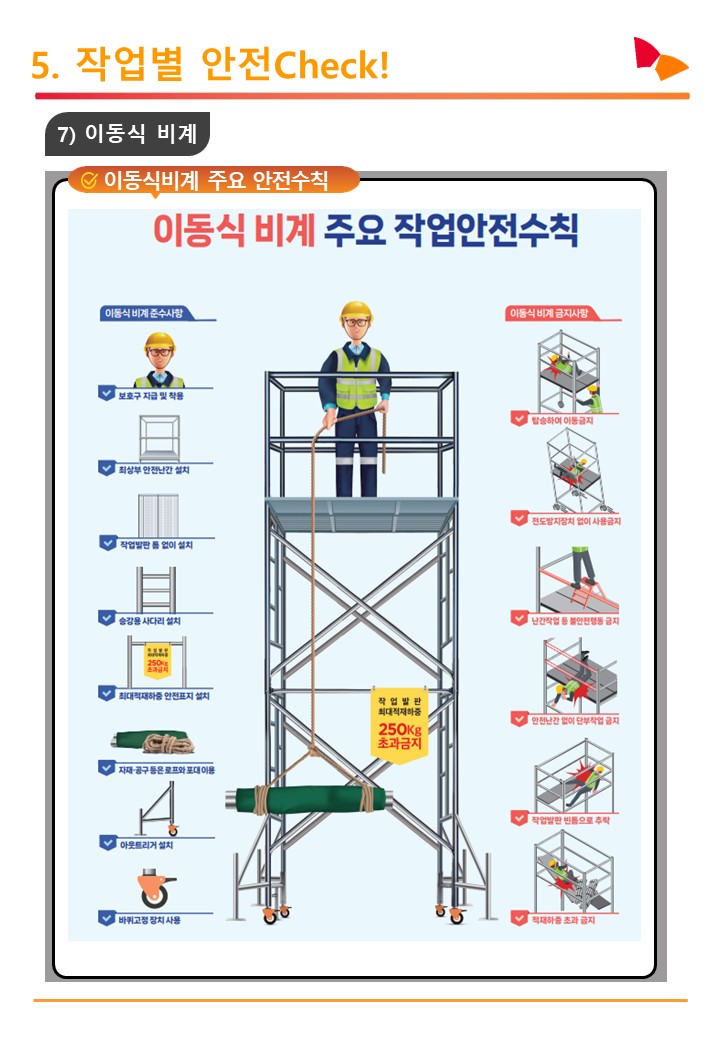 5. 작업별 안전Check!
7) 이동식 비계
이동식비계 주요 안전수칙
이동식 비계 주요 작업안전수칙
이동식 비계 준수사항
보호구 지급 및 착용
최상부 안전난간 설치
작업발판 틈 없이 설치
승강용 사다리 설치
작 업 발 판
최대적재하중
250Kg
초과금지
최대적재하중 안전표지 설치
자재·공구 등은 로프와 포대 이용
아웃트리거 설치
바퀴고정 장치 사용
작 업 발 판
최대적재하중
250Kg
초과금지
이동식 비계 금지사항
탑승하여 이동금지
전도방지장치 없이 사용금지
난간작업 등 불안전행동 금지
안전난간 없이 단부작업 금지
작업발판 빈틈으로 추락
적재하중 초과 금지